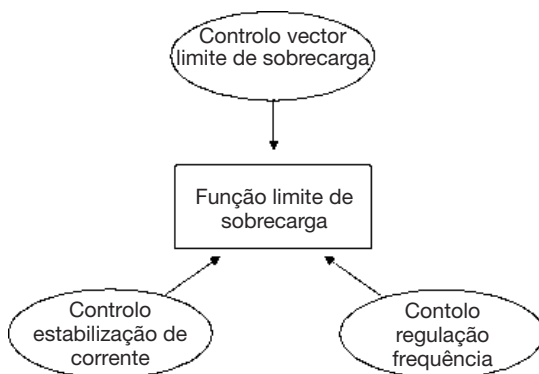 Controlo vector
limite de sobrecarga
Função limite de
sobrecarga
Controlo
estabilização de
corrente
Contolo
regulação
frequência